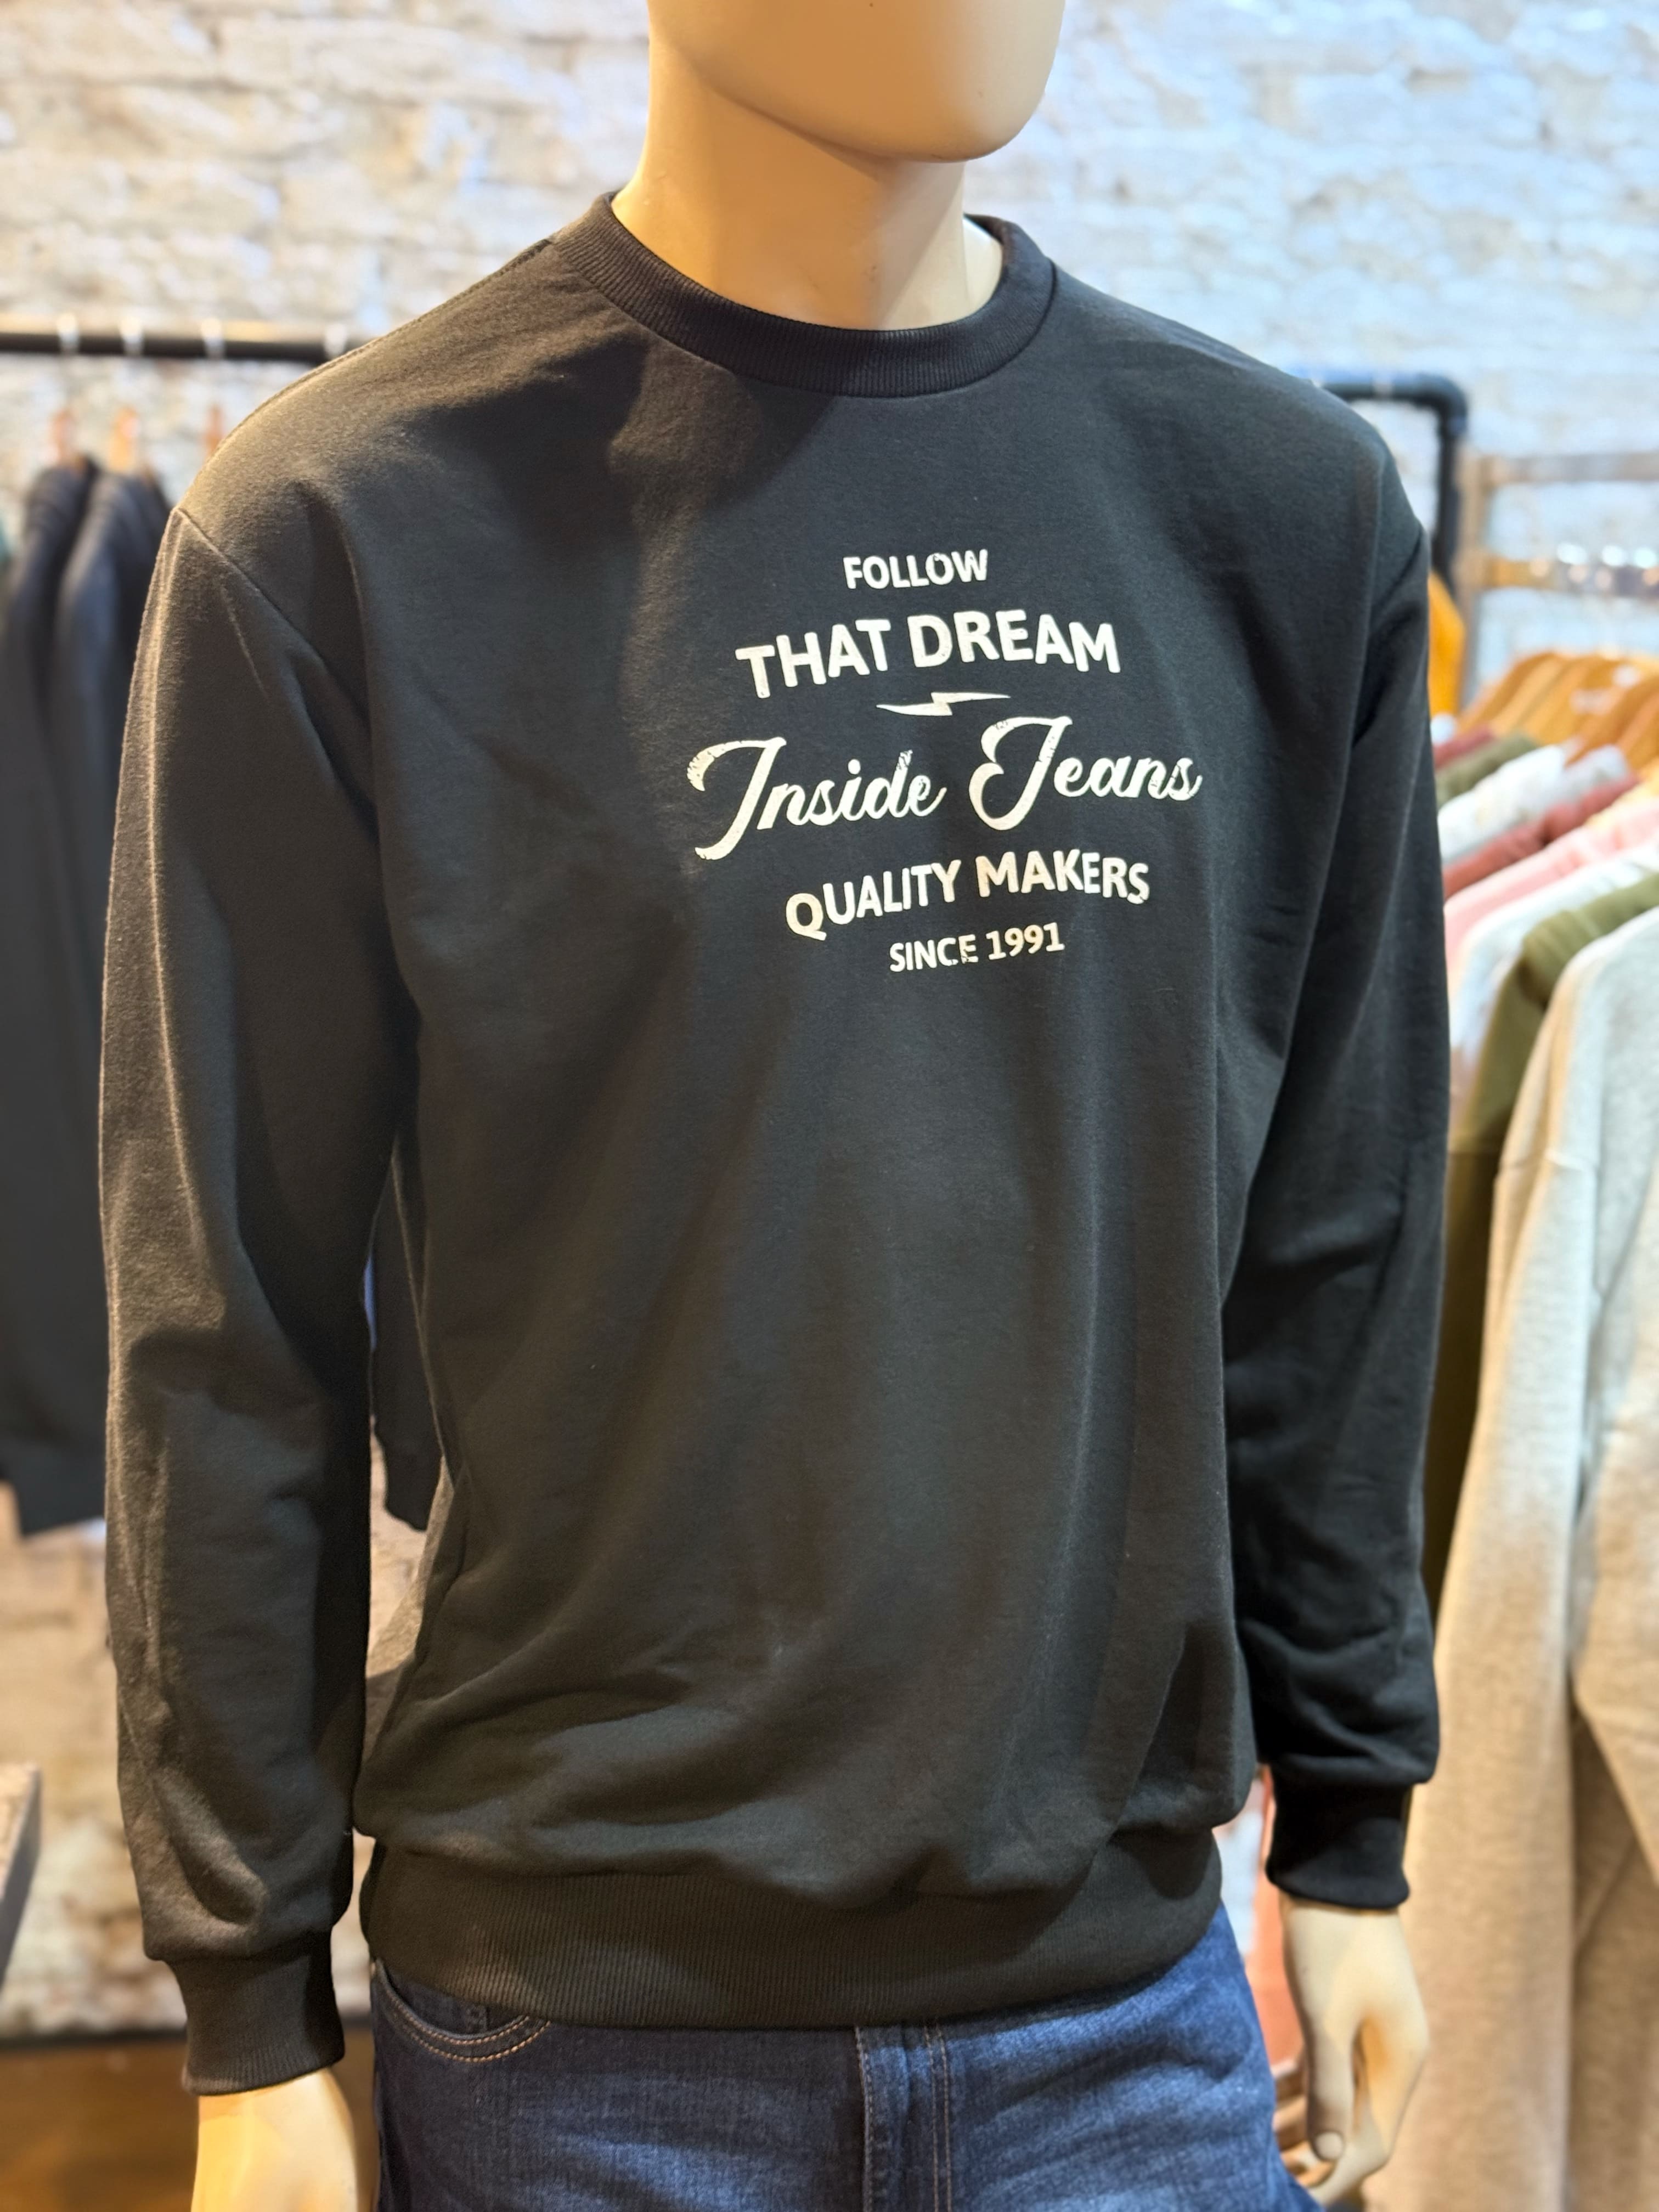 FOLLOW
THAT DREAM
Inside Jeans
QUALITY MAKERS
SINCE 1991